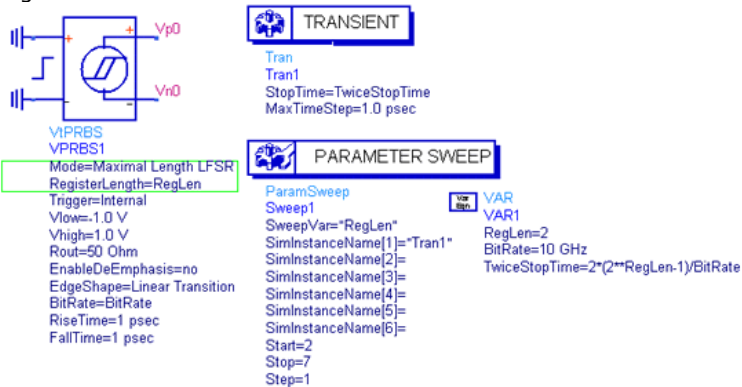 Vp0
Vn0
VtPRBS
VPRBS1
Mode=Maximal Length LFSR
RegisterLength=RegLen
Trigger=Internal
Vlow=-1.0 V
Vhigh=1.0 V
Rout=50 Ohm
EnableDeEmphasis=no
EdgeShape=Linear Transition
BitRate=BitRate
RiseTime=1 psec
FallTime=1 psec
TRANSIENT
Tran
Tran1
StopTime=TwiceStopTime
MaxTimeStep=1.0 psec
PARAMETER SWEEP
ParamSweep
Sweep1
SweepVar="RegLen"
SimInstanceName[1]="Tran1"
SimInstanceName[2]=
SimInstanceName[3]=
SimInstanceName[4]=
SimInstanceName[5]=
SimInstanceName[6]=
Start=2
Stop=7
Step=1
Var
Eqn
VAR
VAR1
RegLen=2
BitRate=10 GHz
TwiceStopTime=2*(2**RegLen-1)/BitRate